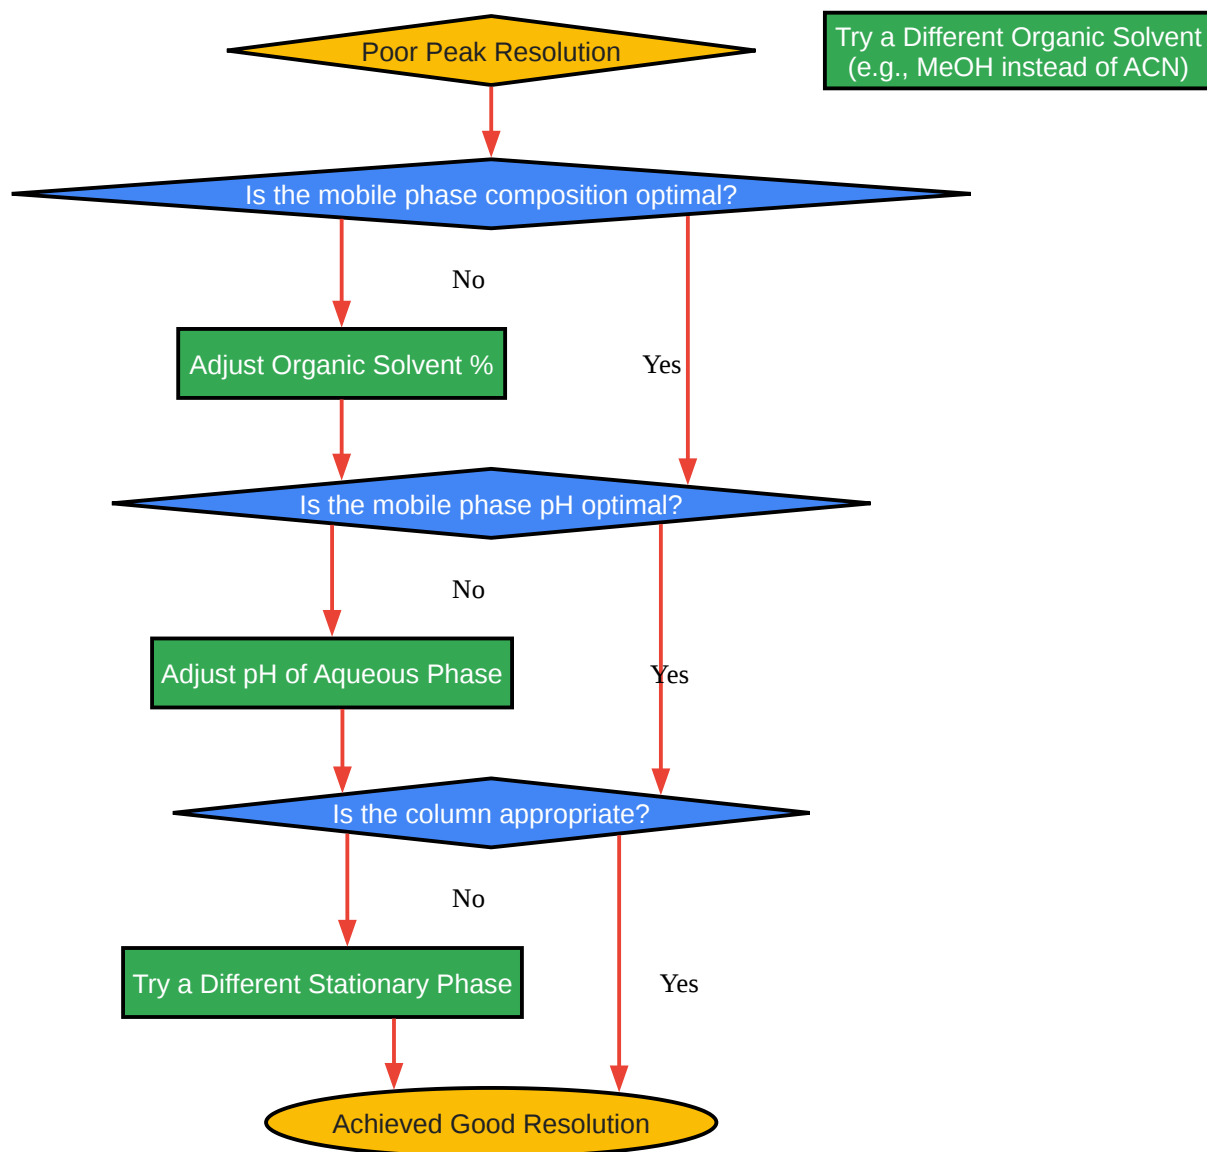 Poor Peak Resolution
Try a Different Organic Solvent
(e.g., MeOH instead of ACN)
Is the mobile phase composition optimal?
No
Adjust Organic Solvent %
Yes
Is the mobile phase pH optimal?
No
Adjust pH of Aqueous Phase
Yes
Is the column appropriate?
No
Try a Different Stationary Phase
Yes
Achieved Good Resolution